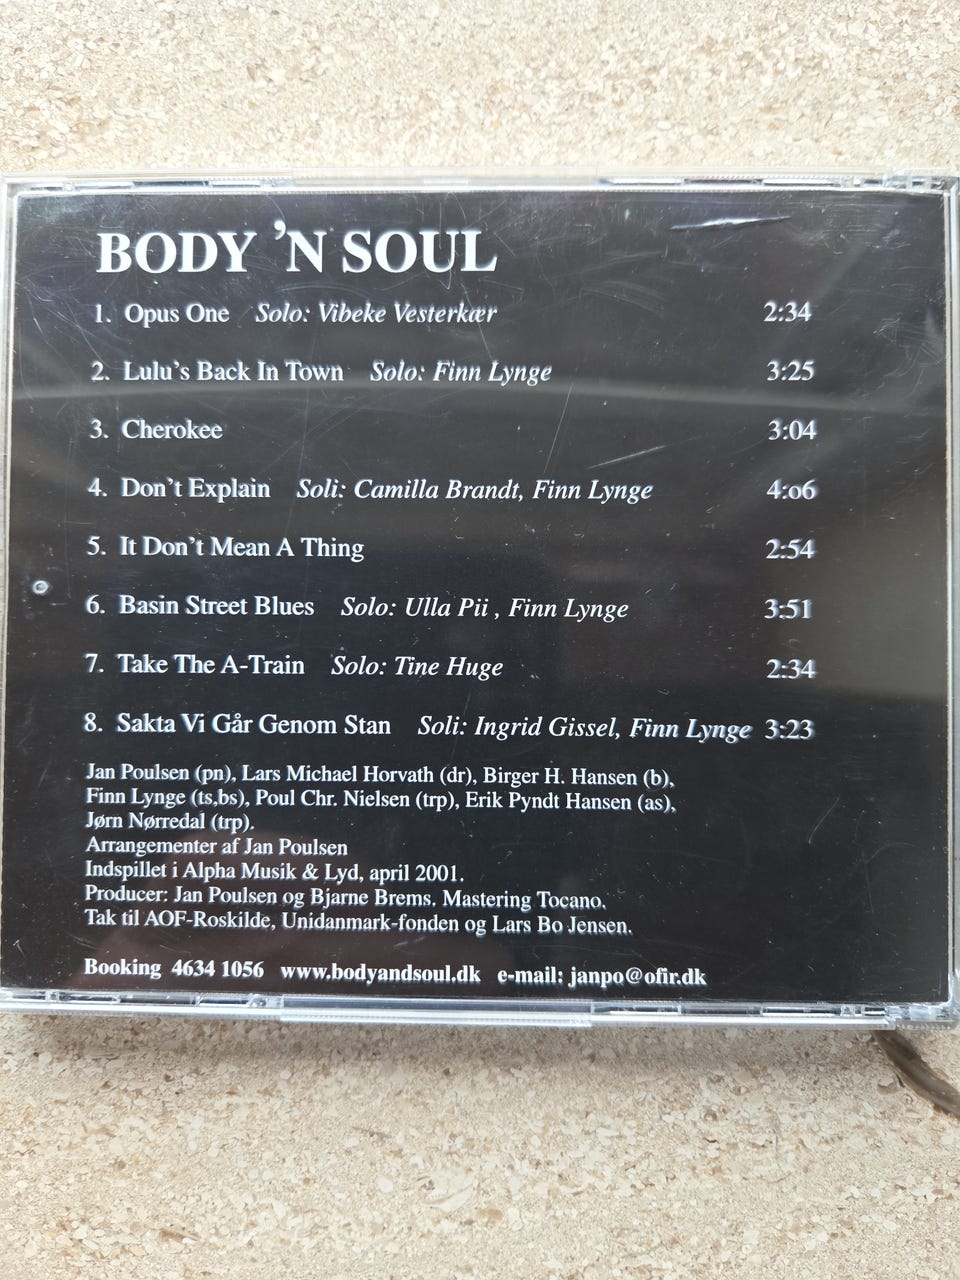 BODY 'N SOUL
1. Opus One Solo: Vibeke Vesterkær 2:34
2. Lulu's Back In Town Solo: Finn Lynge 3:25
3. Cherokee 3:04
4. Don't Explain Soli: Camilla Brandt, Finn Lynge 4:o6
5. It Don't Mean A Thing 2:54
6. Basin Street Blues Solo: Ulla Pii , Finn Lynge 3:51
7. Take The A-Train Solo: Tine Huge 2:34
8. Sakta Vi Går Genom Stan Soli: Ingrid Gissel, Finn Lynge 3:23
Jan Poulsen (pn), Lars Michael Horvath (dr), Birger H. Hansen (b),
Finn Lynge (ts,bs), Poul Chr. Nielsen (trp), Erik Pyndt Hansen (as),
Jørn Nørredal (trp).
Arrangementer af Jan Poulsen
Indspillet i Alpha Musik & Lyd, april 2001.
Producer: Jan Poulsen og Bjarne Brems. Mastering Tocano.
Tak til AOF-Roskilde, Unidanmark-fonden og Lars Bo Jensen.
Booking 4634 1056 www.bodyandsoul.dk e-mail: janpo@ofir.dk